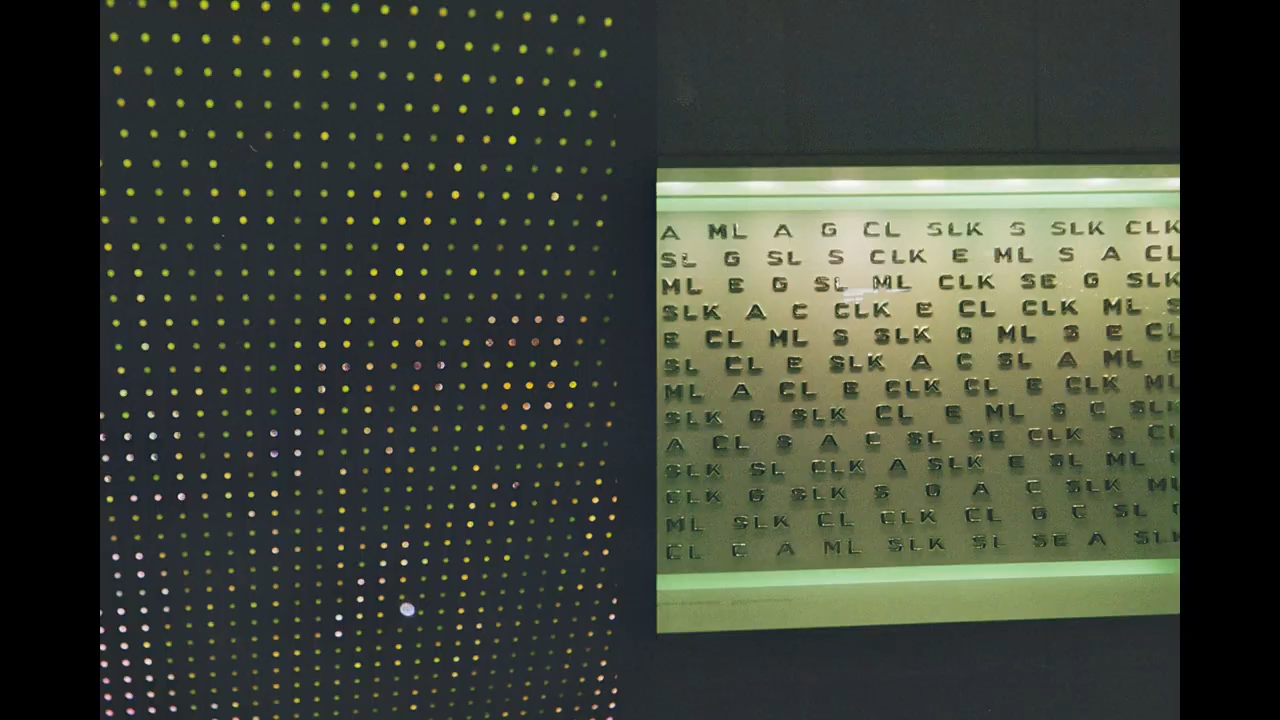 A ML A G CL SLK S SLK CLK
SL G SL S CLK E ML S A CL
ML E G SL ML CLK SE G SLK
SLK A C CLK E CL CLK ML S
E CL ML S SLK G ML S E CL
SL CL E SLK A C SL A ML E
ML A CL E CLK CL E CLK ML
SLK G SLK CL E ML S C SLK
A CL S A C SL SE CLK S CL
SLK SL CLK A SLK E SL ML
CLK G SLK S G A C SLK ML
ML SLK CL CLK CL G C SL
CL C A ML SLK SL SE A SLK